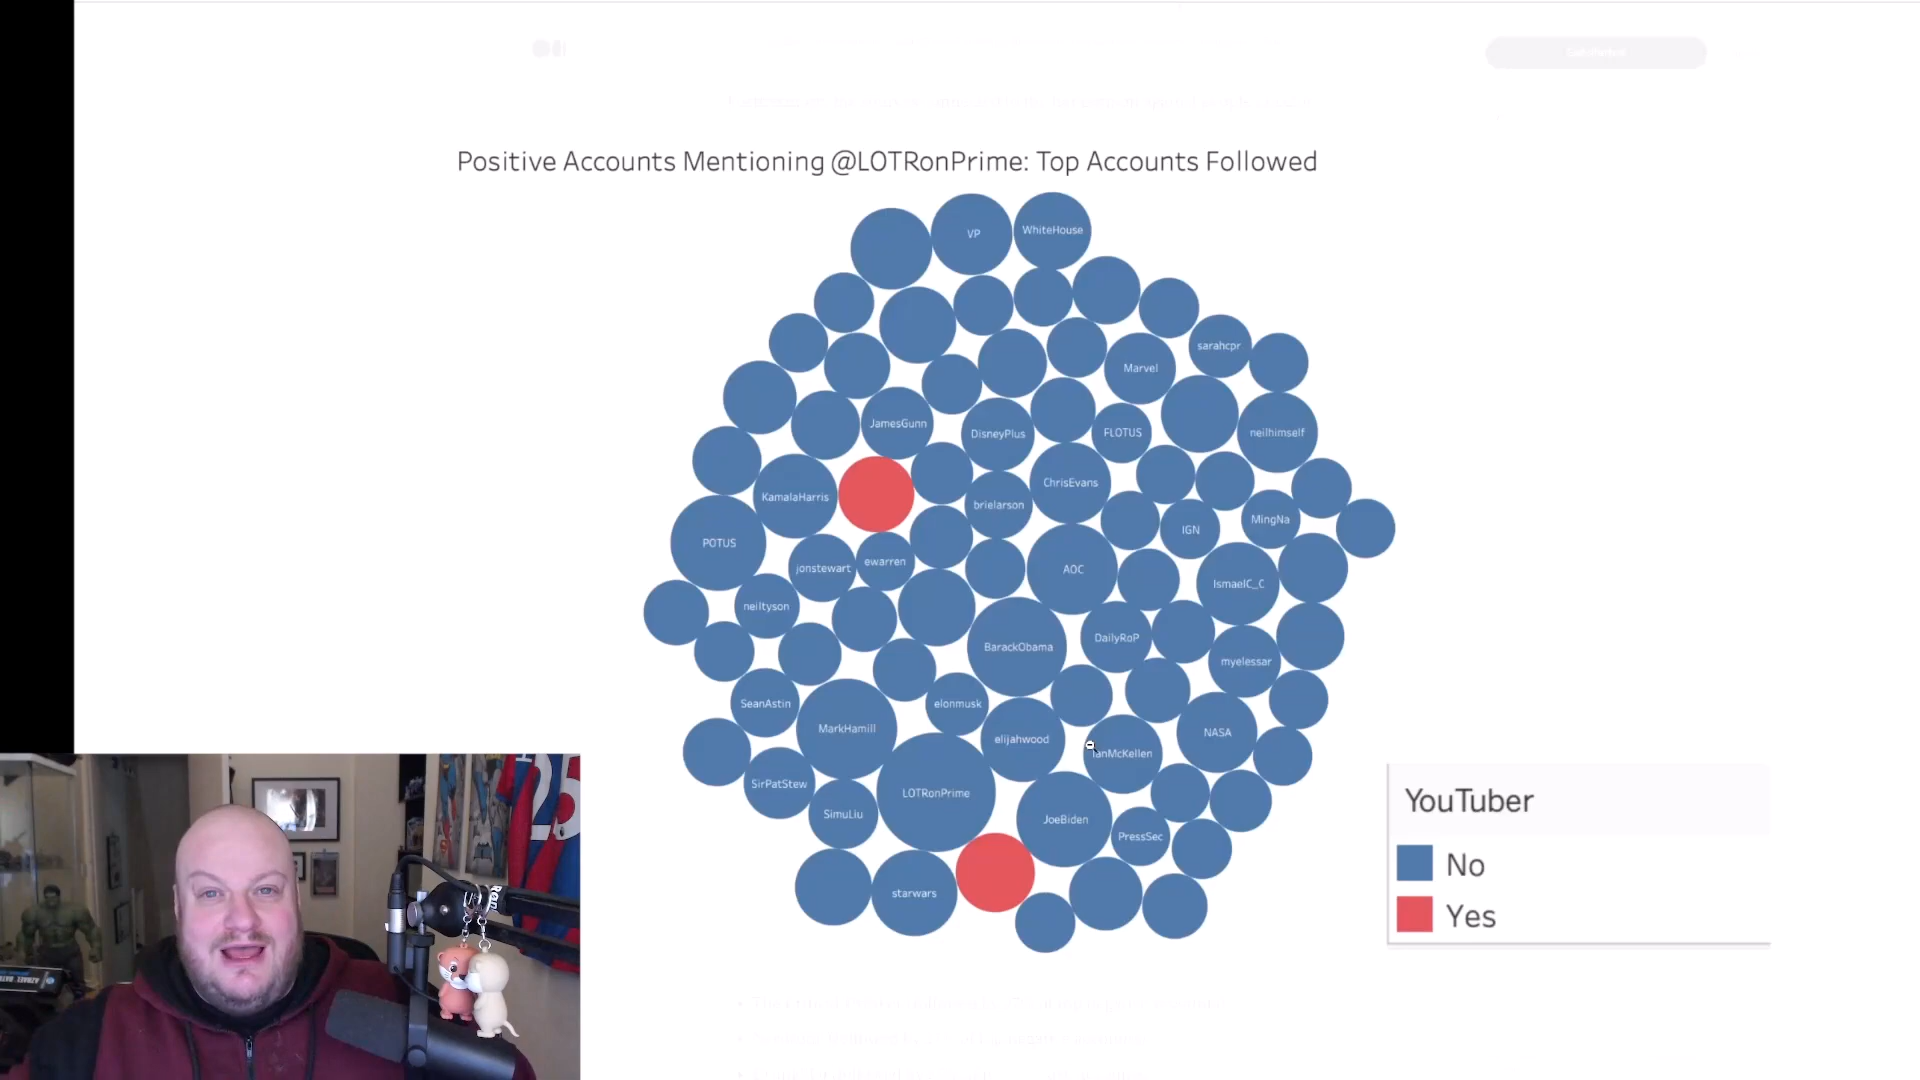 Positive Accounts Mentioning @LOTRonPrime: Top Accounts Followed
VP
WhiteHouse
sarahcpr
Marvel
JamesGunn
DisneyPlus
FLOTUS
neilhimself
KamalaHarris
brielarson
ChrisEvans
IGN
MingNa
POTUS
jonstewart
ewarren
AOC
IsmaelC_C
neiltyson
BarackObama
DailyRoP
myelessar
SeanAstin
MarkHamill
elonmusk
elijahwood
IanMcKellen
NASA
SirPatStew
SimuLiu
LOTRonPrime
JoeBiden
PressSec
starwars
YouTuber
No
Yes
25